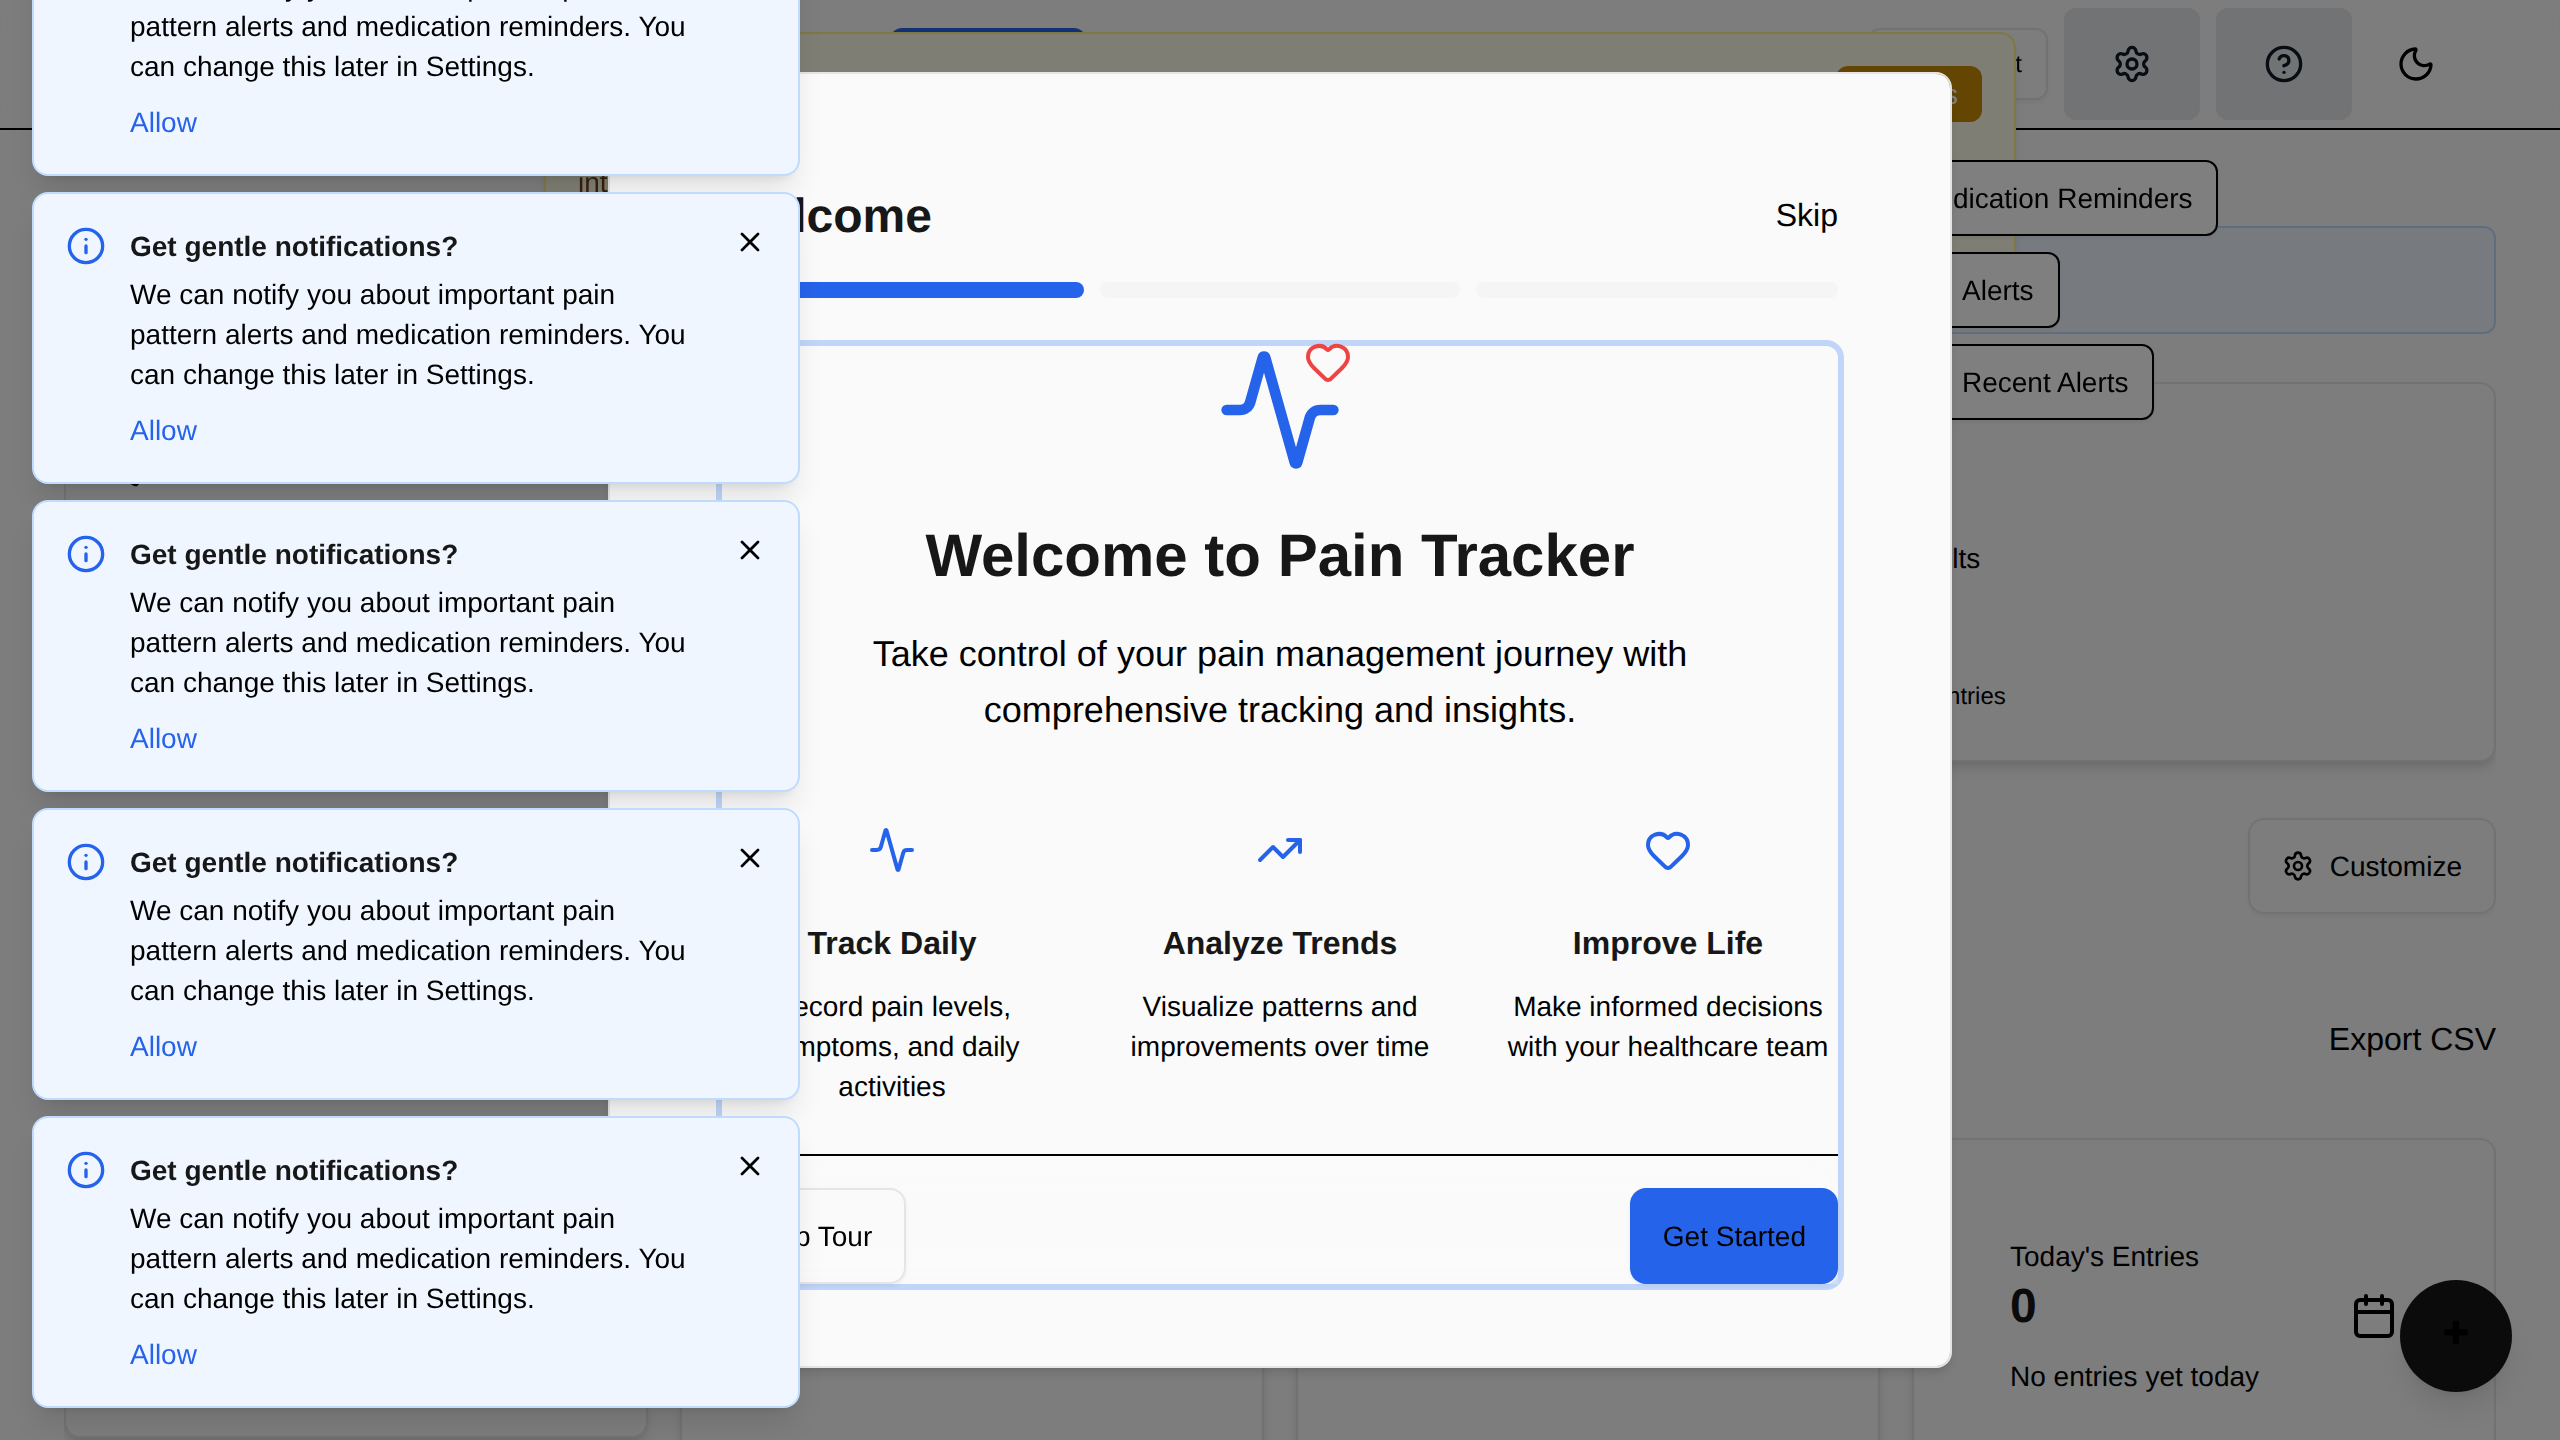 pattern alerts and medication reminders. You
can change this later in Settings.
Allow
Get gentle notifications?
We can notify you about important pain
pattern alerts and medication reminders. You
can change this later in Settings.
Allow
Get gentle notifications?
We can notify you about important pain
pattern alerts and medication reminders. You
can change this later in Settings.
Allow
Get gentle notifications?
We can notify you about important pain
pattern alerts and medication reminders. You
can change this later in Settings.
Allow
Get gentle notifications?
We can notify you about important pain
pattern alerts and medication reminders. You
can change this later in Settings.
Allow
int
lcome
Skip
Welcome to Pain Tracker
Take control of your pain management journey with
comprehensive tracking and insights.
Track Daily
ecord pain levels,
mptoms, and daily
activities
Analyze Trends
Visualize patterns and
improvements over time
Improve Life
Make informed decisions
with your healthcare team
p Tour
Get Started
t
s
dication Reminders
Alerts
Recent Alerts
lts
ntries
Customize
Export CSV
Today's Entries
0
No entries yet today
+